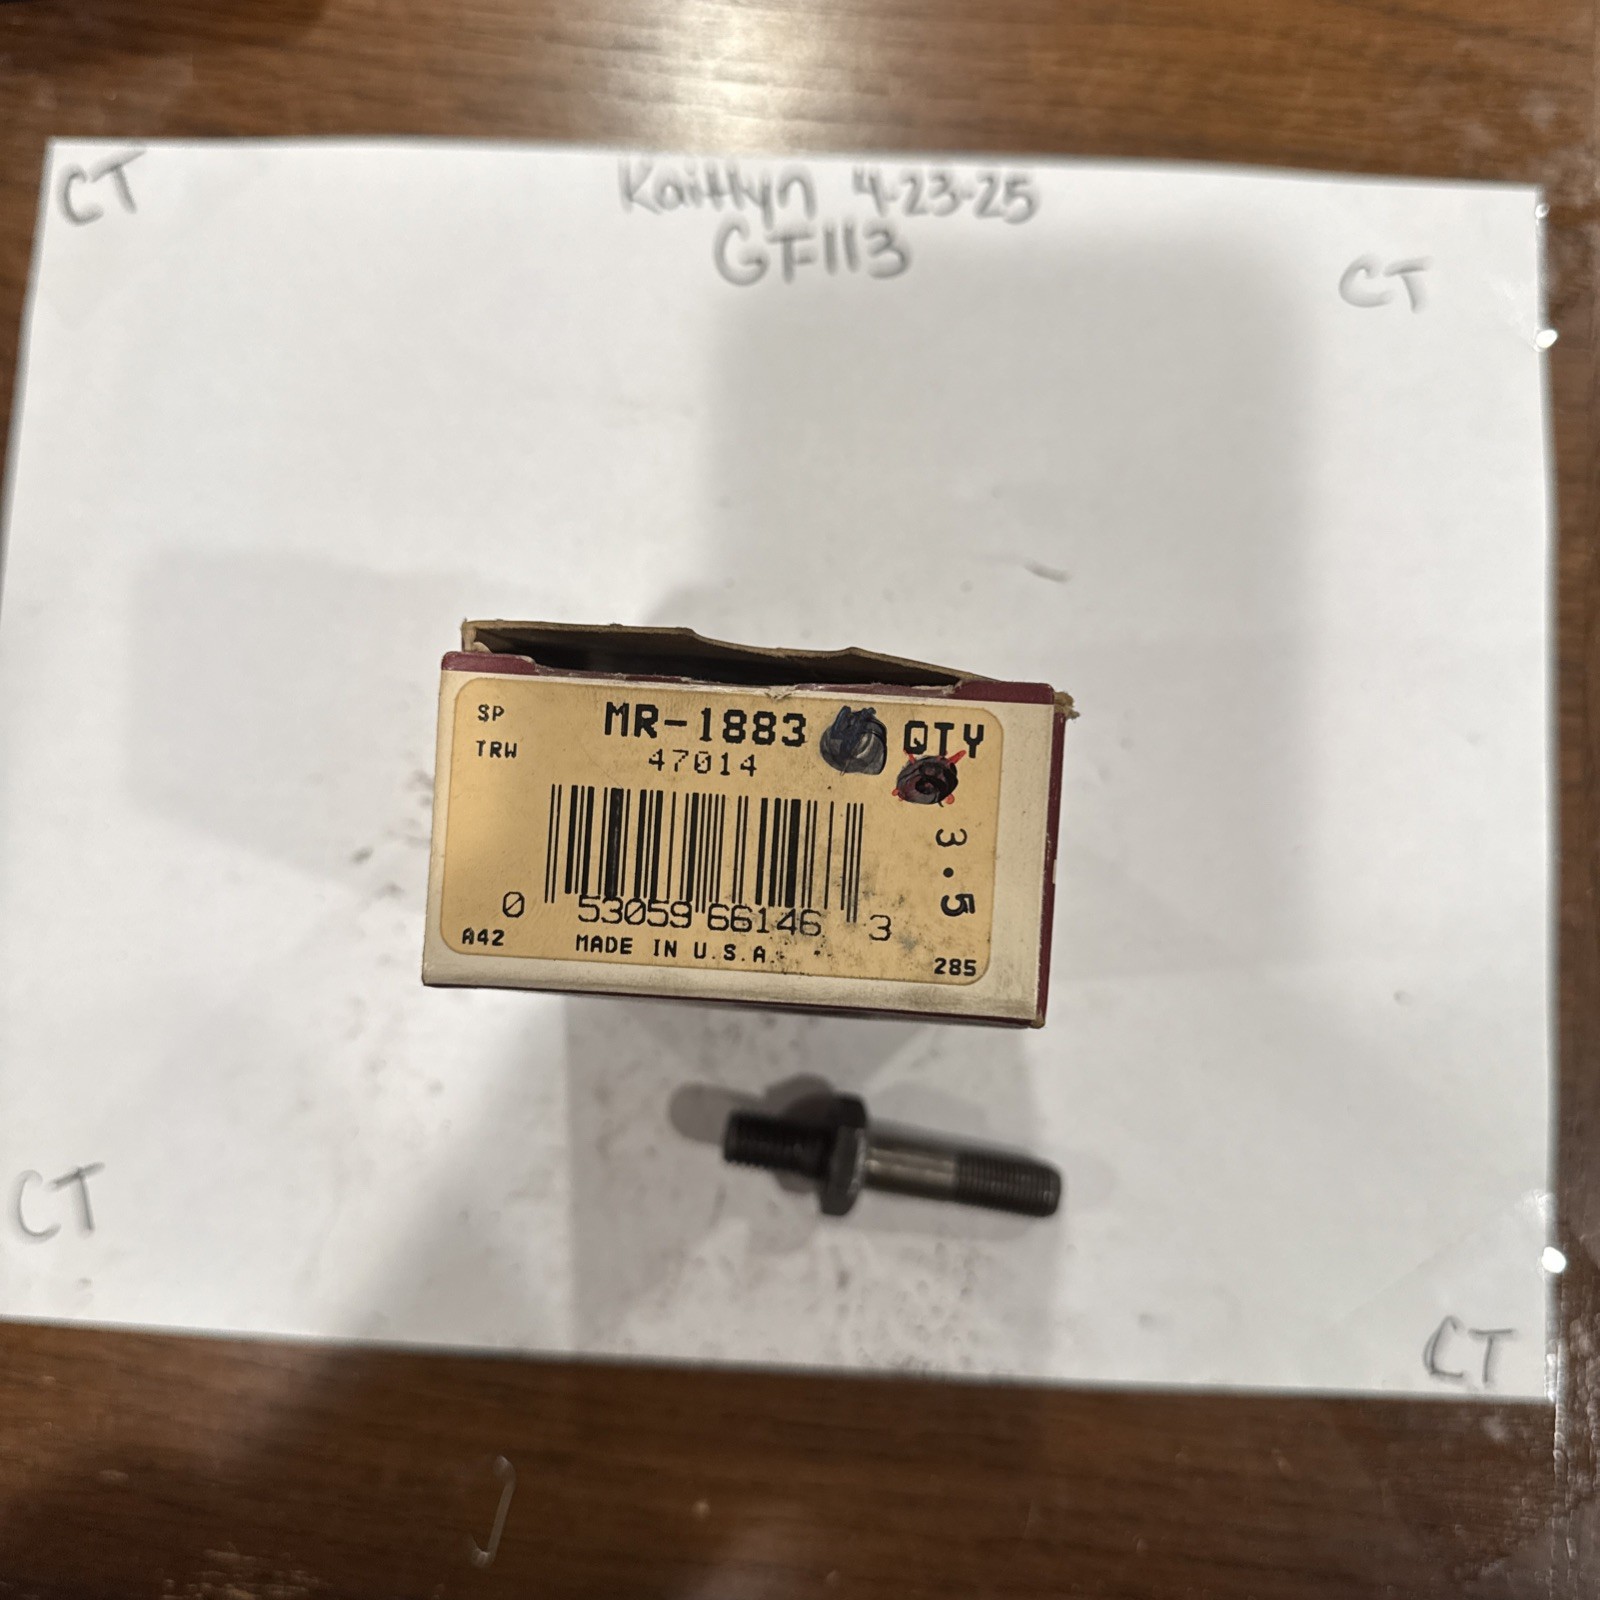 CT
Kaitlyn 4-23-25
GF113
CT
SP
MR-1883
QTY
TRW
47014
3.5
0 53059 66146 3
A42
MADE IN U.S.A.
285
CT
CT